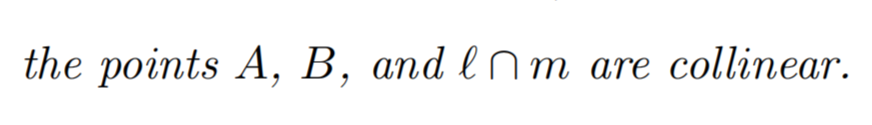 the points A, B, and ℓ ∩ m are collinear.